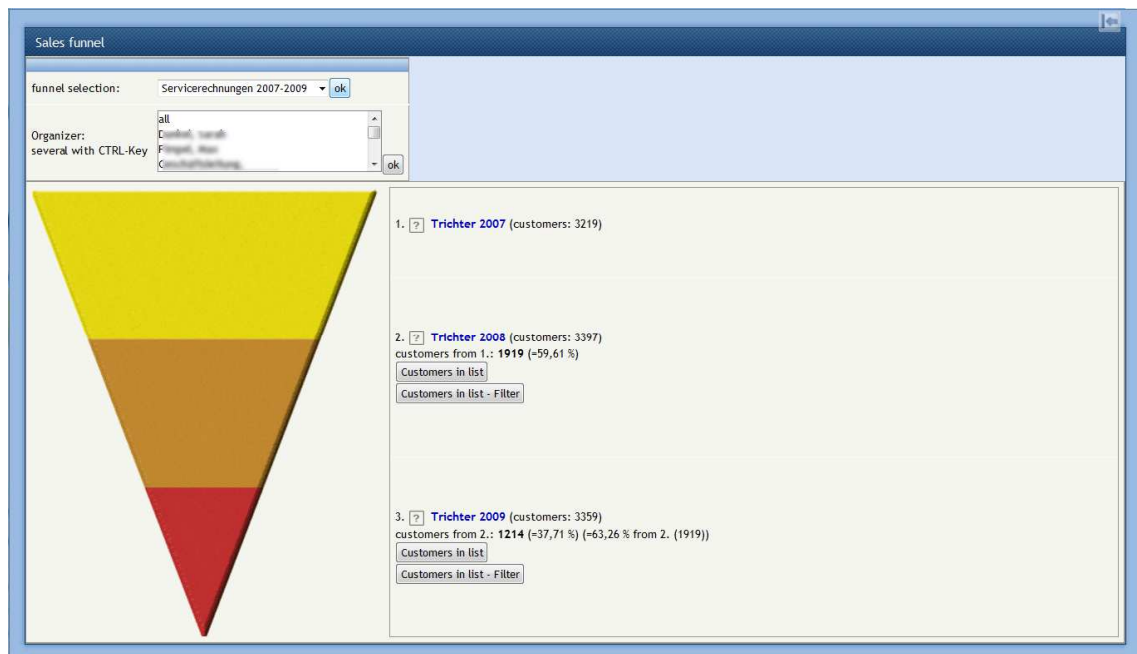 Sales funnel
funnel selection: Servicerechnungen 2007-2009 ok
all
Organizer:
several with CTRL-Key
ok
1. ? Trichter 2007 (customers: 3219)
2. ? Trichter 2008 (customers: 3397)
customers from 1.: 1919 (=59,61 %)
Customers in list
Customers in list - Filter
3. ? Trichter 2009 (customers: 3359)
customers from 2.: 1214 (=37,71 %) (=63,26 % from 2. (1919))
Customers in list
Customers in list - Filter